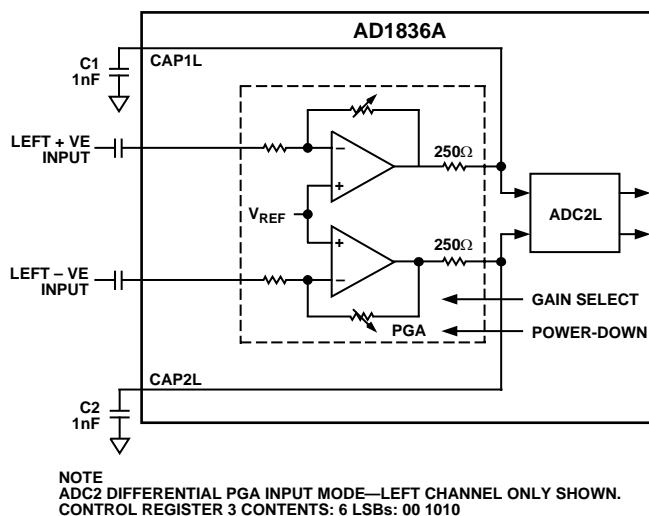 AD1836A
C1
1nF
CAP1L
LEFT + VE
INPUT
250Ω
VREF
ADC2L
250Ω
LEFT – VE
INPUT
GAIN SELECT
PGA
POWER-DOWN
CAP2L
C2
1nF
NOTE
ADC2 DIFFERENTIAL PGA INPUT MODE—LEFT CHANNEL ONLY SHOWN.
CONTROL REGISTER 3 CONTENTS: 6 LSBs: 00 1010